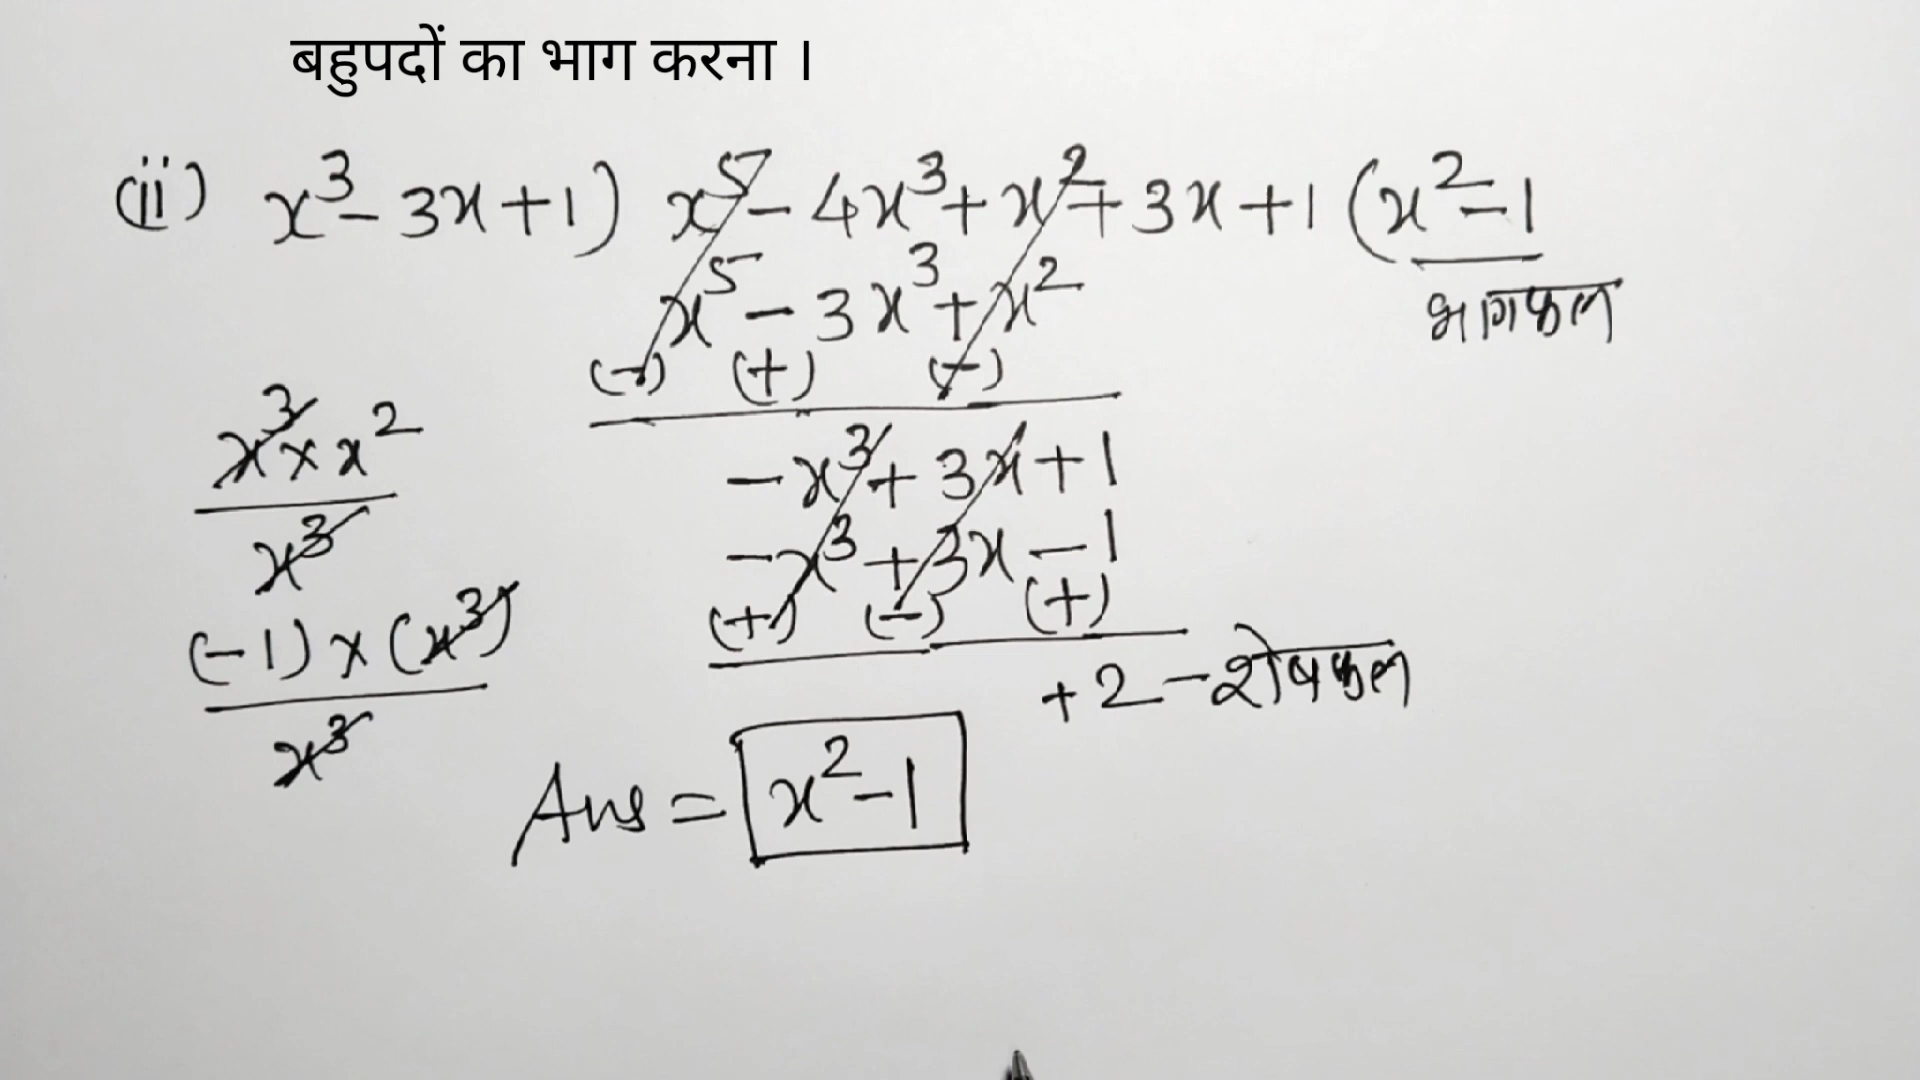 बहुपदों का भाग करना ।
(ii) x³ - 3x + 1 ) x⁵ - 4x³ + x² + 3x + 1 ( x² - 1
भागफल
x⁵ - 3x³ + x²
(-) (+) (-)
x³ × x²
x³
- x³ + 3x + 1
- x³ + 3x - 1
(+) (-) (+)
(-1) × (x³)
x³
+ 2 - शेषफल
Ans = x² - 1